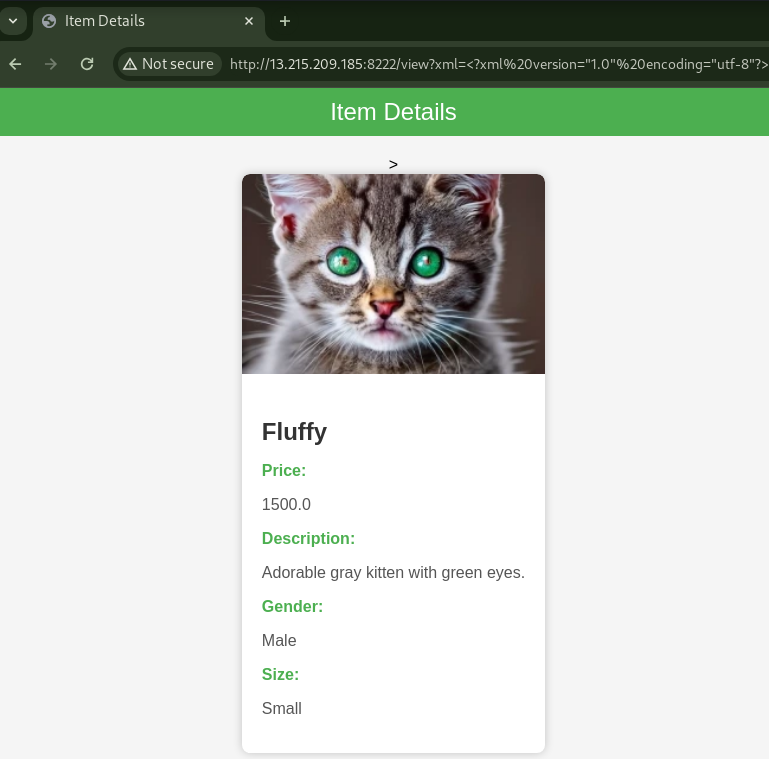 Item Details
Not secure http://13.215.209.185:8222/view?xml=<?xml%20version="1.0"%20encoding="utf-8"?>
Item Details
>
Fluffy
Price:
1500.0
Description:
Adorable gray kitten with green eyes.
Gender:
Male
Size:
Small